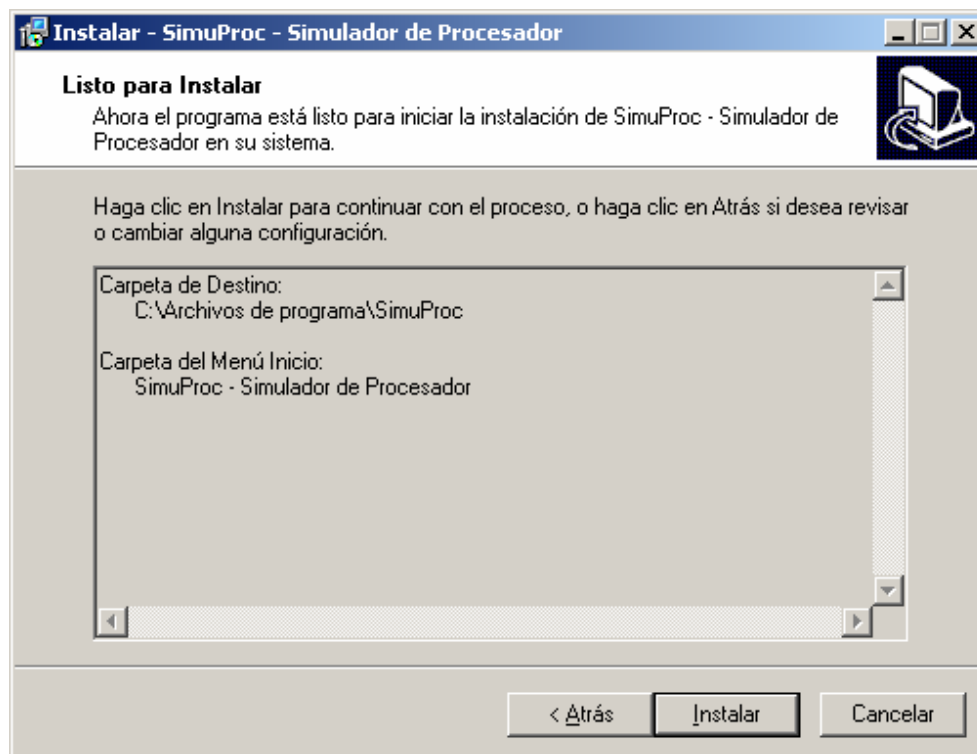 Instalar - SimuProc - Simulador de Procesador
Listo para Instalar
Ahora el programa está listo para iniciar la instalación de SimuProc - Simulador de
Procesador en su sistema.
Haga clic en Instalar para continuar con el proceso, o haga clic en Atrás si desea revisar
o cambiar alguna configuración.
Carpeta de Destino:
C:\Archivos de programa\SimuProc
Carpeta del Menú Inicio:
SimuProc - Simulador de Procesador
< Atrás
Instalar
Cancelar